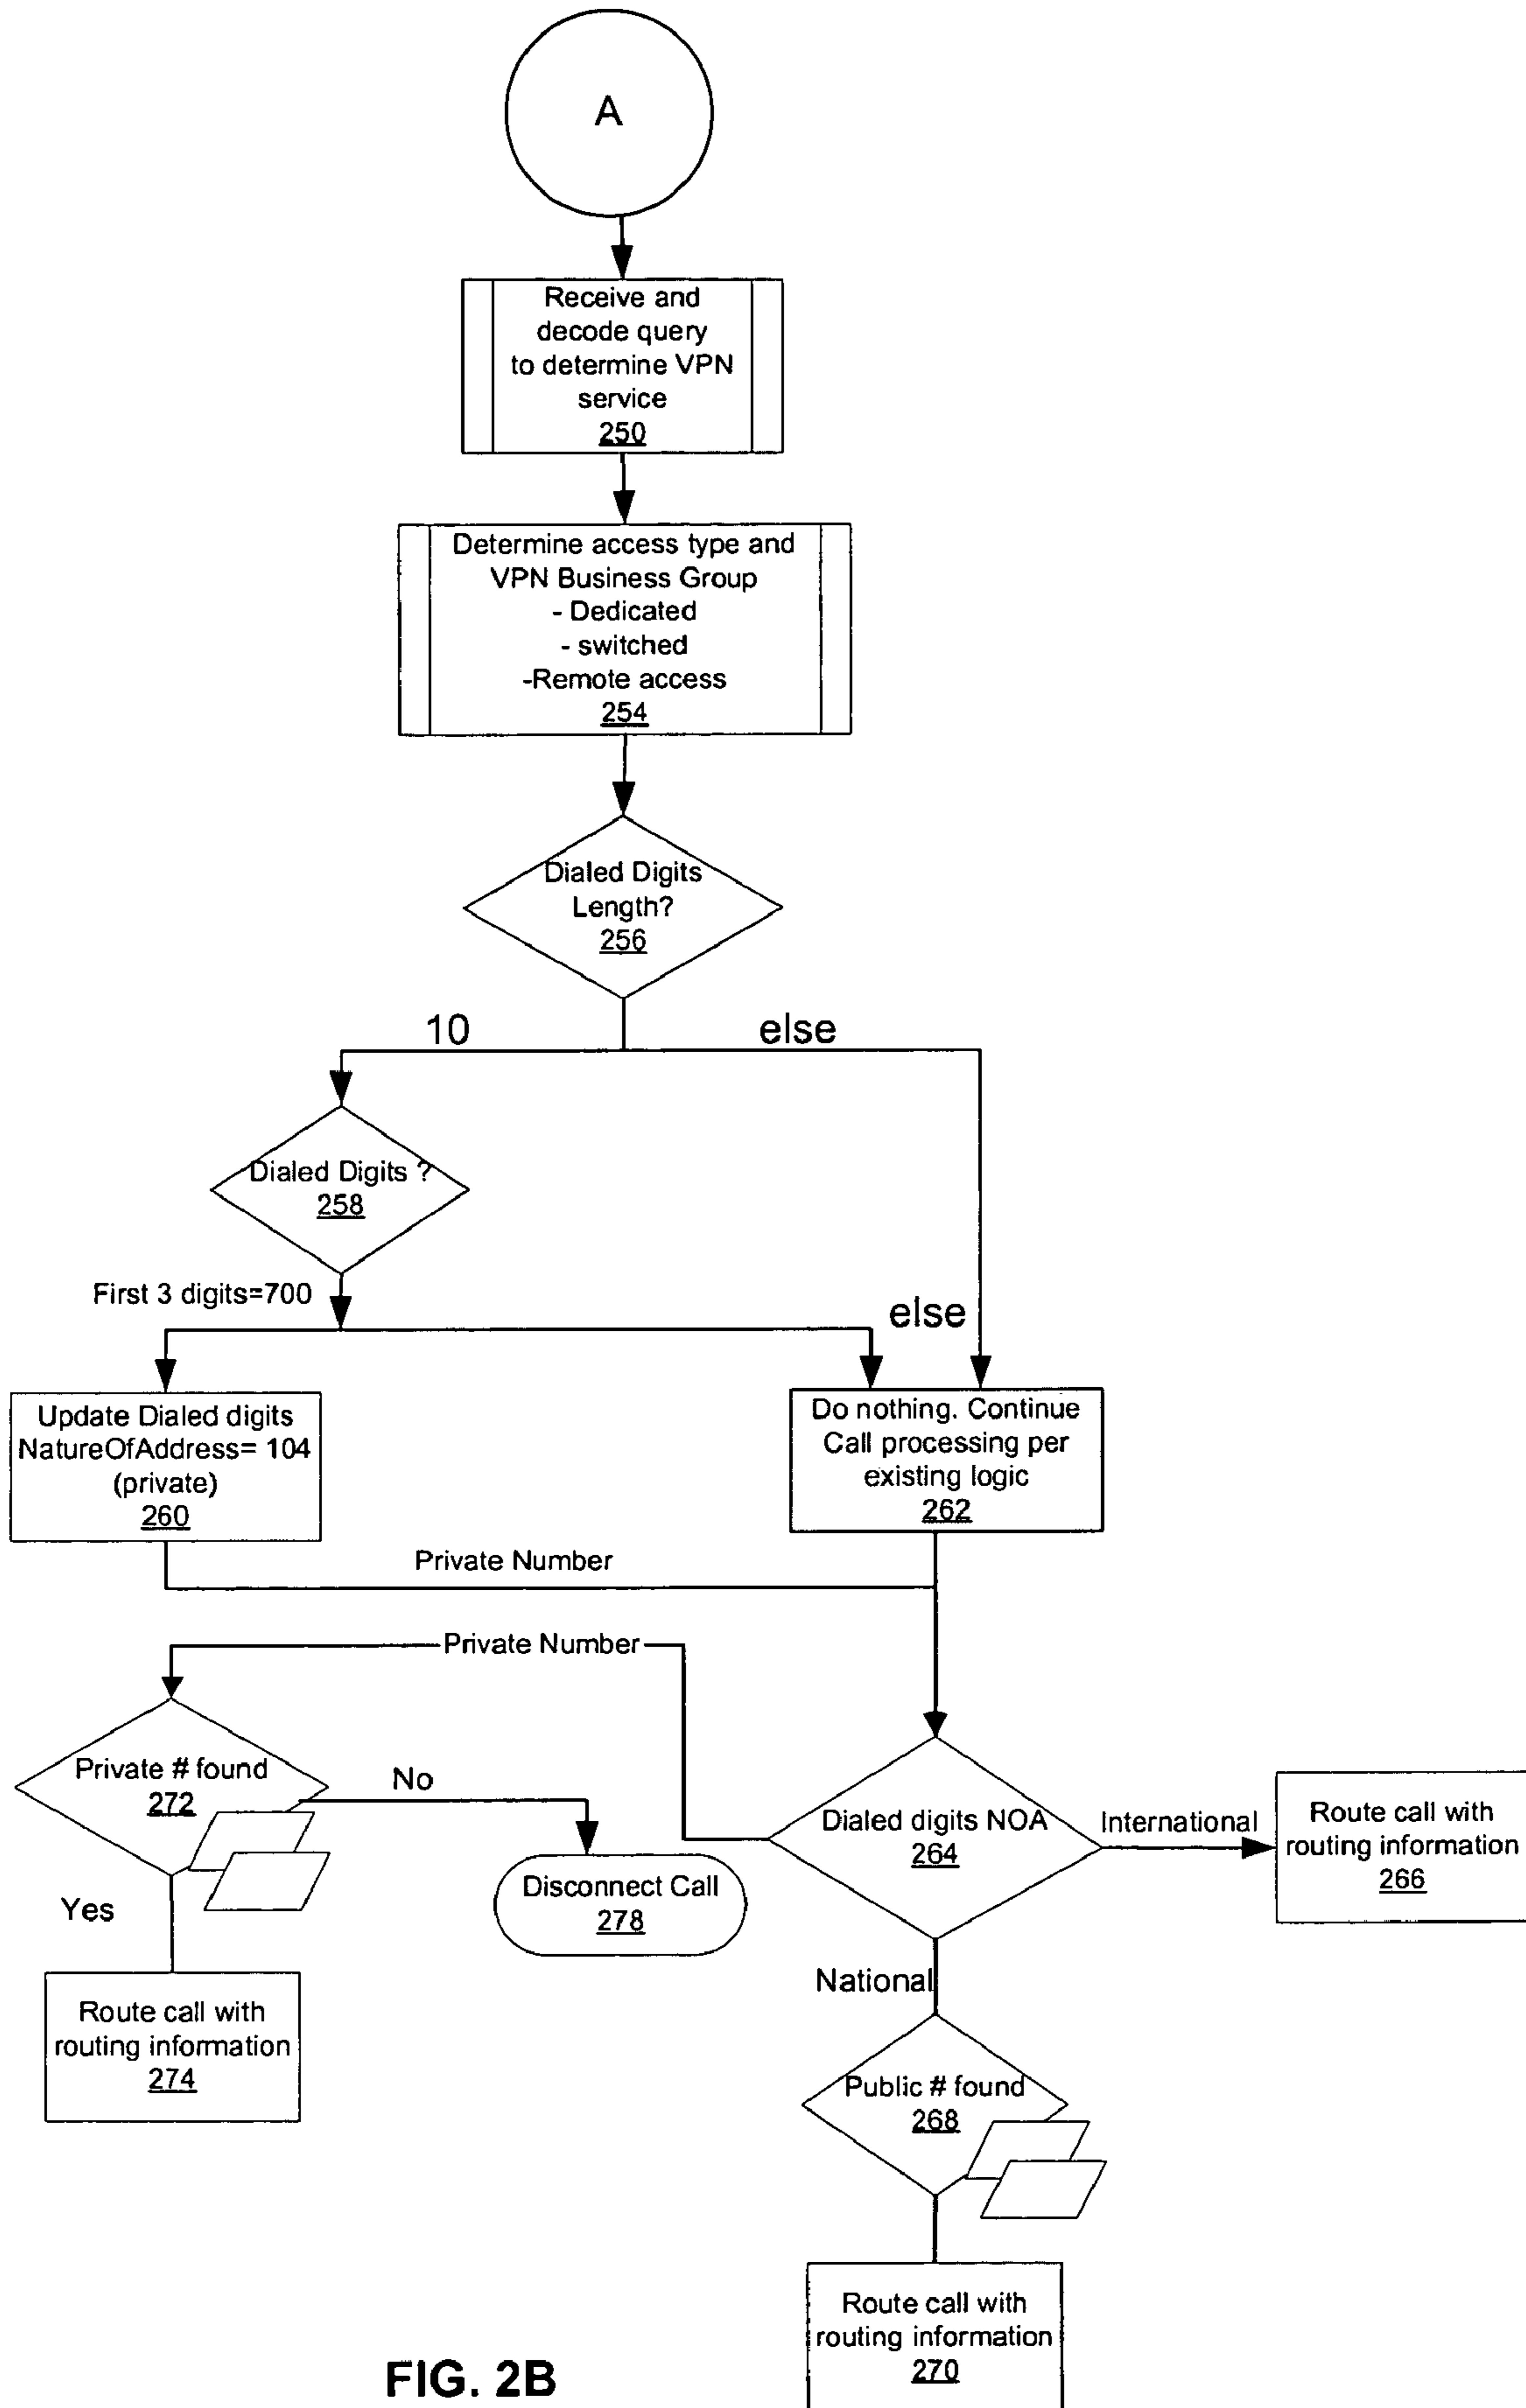 A
Receive and
decode query
to determine VPN
service
250
Determine access type and
VPN Business Group
- Dedicated
- switched
-Remote access
254
Dialed Digits
Length?
256
10
else
Dialed Digits ?
258
First 3 digits=700
else
Update Dialed digits
NatureOfAddress= 104
(private)
260
Do nothing. Continue
Call processing per
existing logic
262
Private Number
Private Number
Private # found
272
No
Yes
Disconnect Call
278
Dialed digits NOA
264
International
Route call with
routing information
266
National
Route call with
routing information
274
Public # found
268
Route call with
routing information
270
FIG. 2B